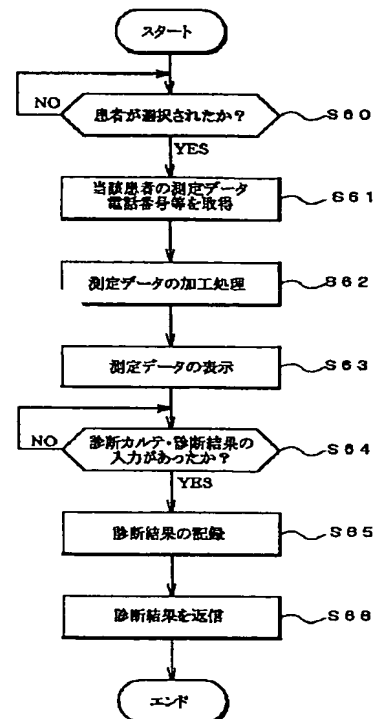 スタート
患者が選択されたか？
S60
NO
YES
当該患者の測定データ
電話番号等を取得
S61
測定データの加工処理
S62
測定データの表示
S63
診断カルテ・診断結果の
入力があったか？
S64
NO
YES
診断結果の記録
S65
診断結果を返信
S66
エンド